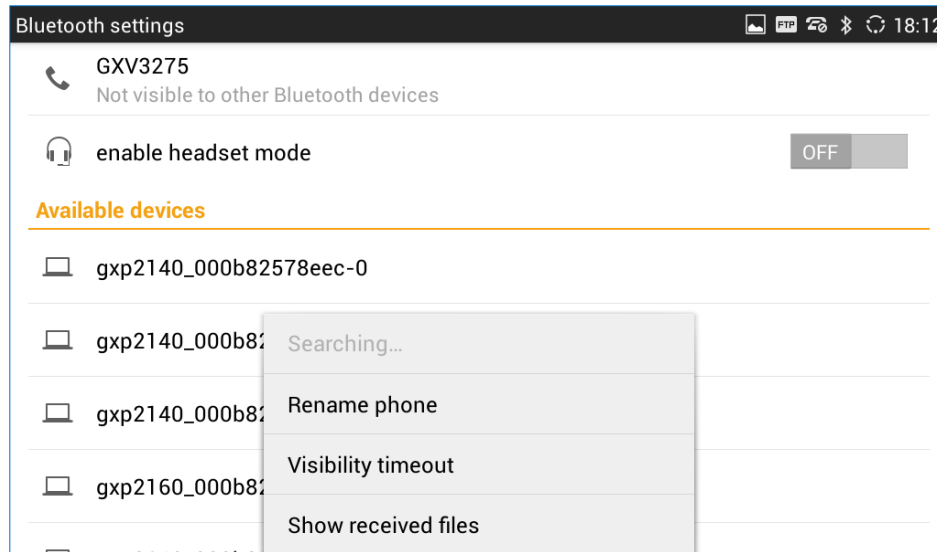 Bluetooth settings
FTP
18:12
GXV3275
Not visible to other Bluetooth devices
enable headset mode
OFF
Available devices
gxp2140_000b82578eec-0
gxp2140_000b82
gxp2140_000b82
gxp2160_000b82
Searching...
Rename phone
Visibility timeout
Show received files